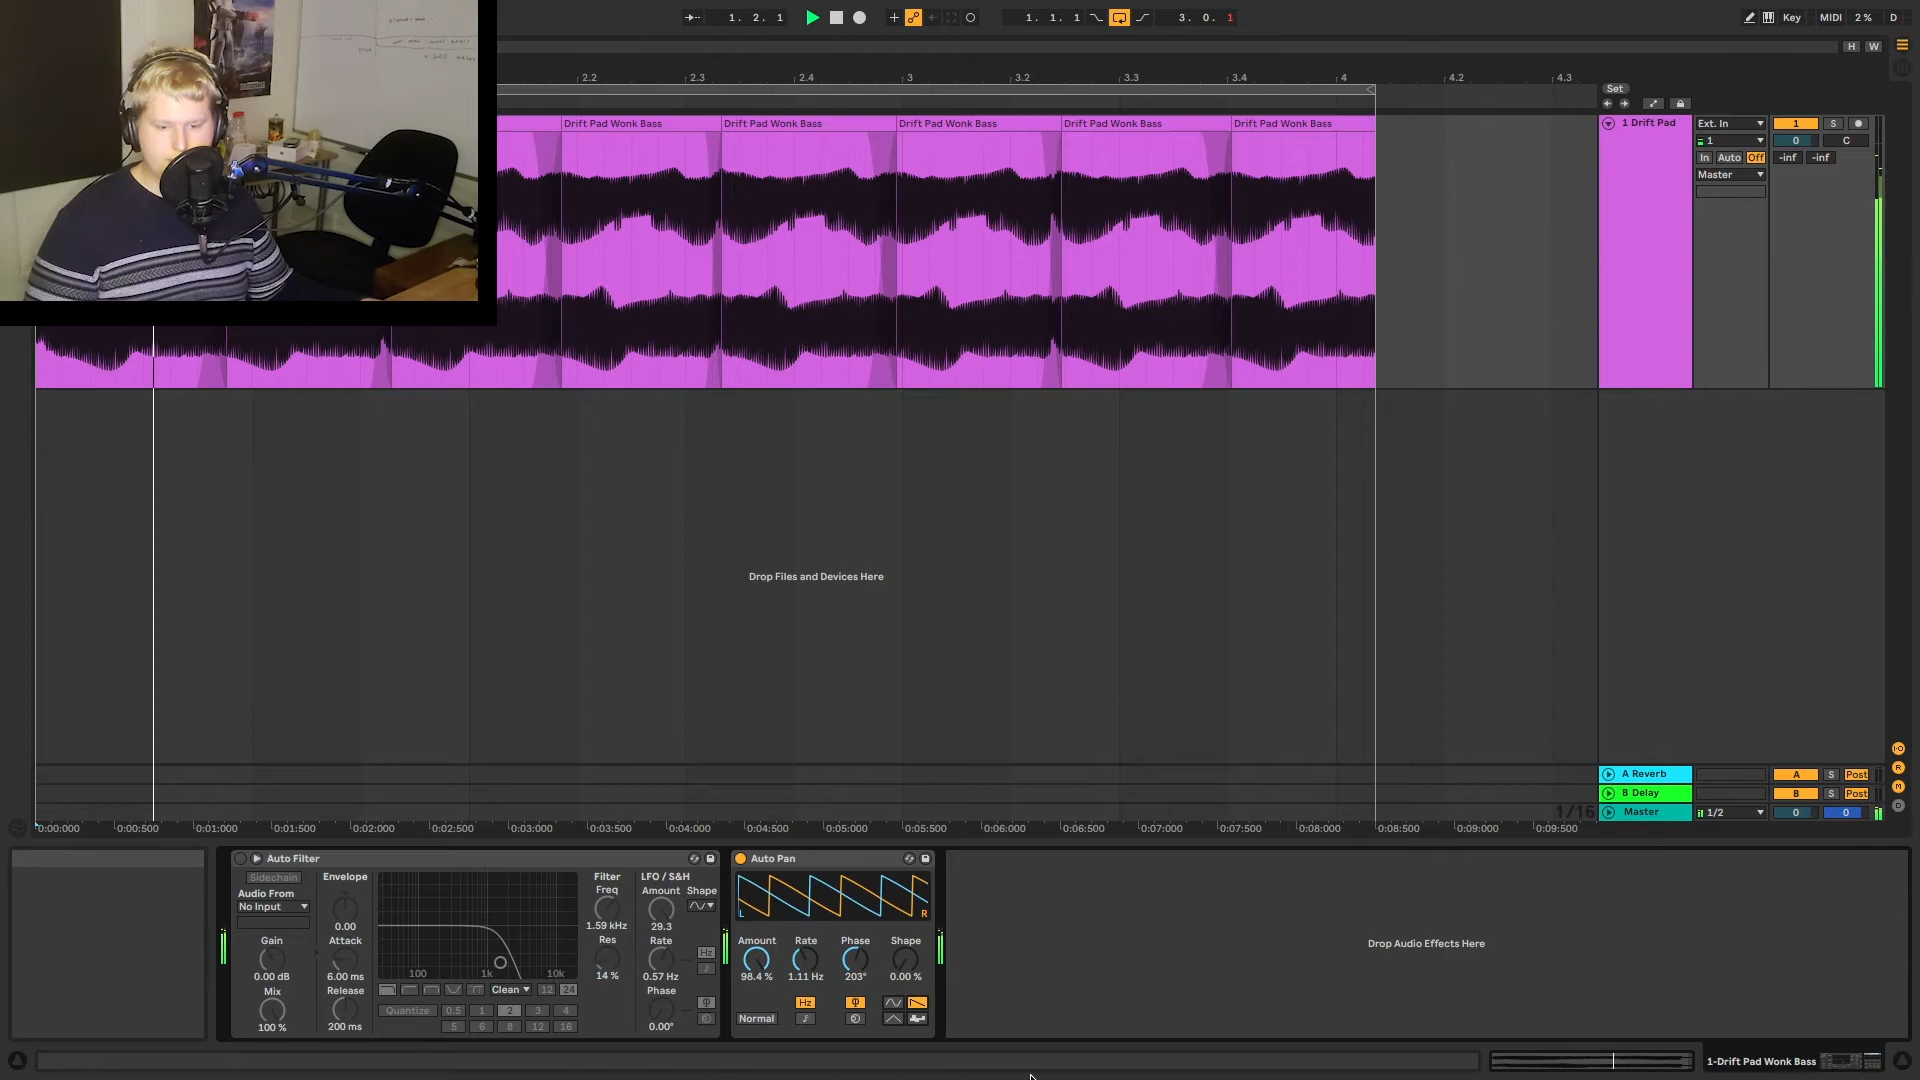 1. 2. 1
1. 1. 1
3. 0. 1
Key
MIDI
2 %
D
H W
2.2 2.3 2.4 3 3.2 3.3 3.4 4 4.2 4.3
Set
Drift Pad Wonk Bass Drift Pad Wonk Bass Drift Pad Wonk Bass Drift Pad Wonk Bass Drift Pad Wonk Bass
1 Drift Pad
Ext. In
1 S
1
0 C
In Auto Off
-inf -inf
Master
Drop Files and Devices Here
A Reverb
A S Post
B Delay
B S Post
1/16
Master
1/2
0 0
0:00:000 0:00:500 0:01:000 0:01:500 0:02:000 0:02:500 0:03:000 0:03:500 0:04:000 0:04:500 0:05:000 0:05:500 0:06:000 0:06:500 0:07:000 0:07:500 0:08:000 0:08:500 0:09:000 0:09:500
Auto Filter
Sidechain
Audio From
No Input
Gain
0.00 dB
Mix
100 %
Envelope
0.00
Attack
6.00 ms
Release
200 ms
100 1k 10k
Clean
12 24
Quantize 0.5 1 2 3 4
5 6 8 12 16
Filter
Freq
1.59 kHz
Res
14 %
LFO / S&H
Amount Shape
29.3
Rate
Hz
0.57 Hz
Phase
0.00°
Auto Pan
L R
Amount Rate Phase Shape
98.4 % 1.11 Hz 203° 0.00 %
Hz
Normal
Drop Audio Effects Here
1-Drift Pad Wonk Bass